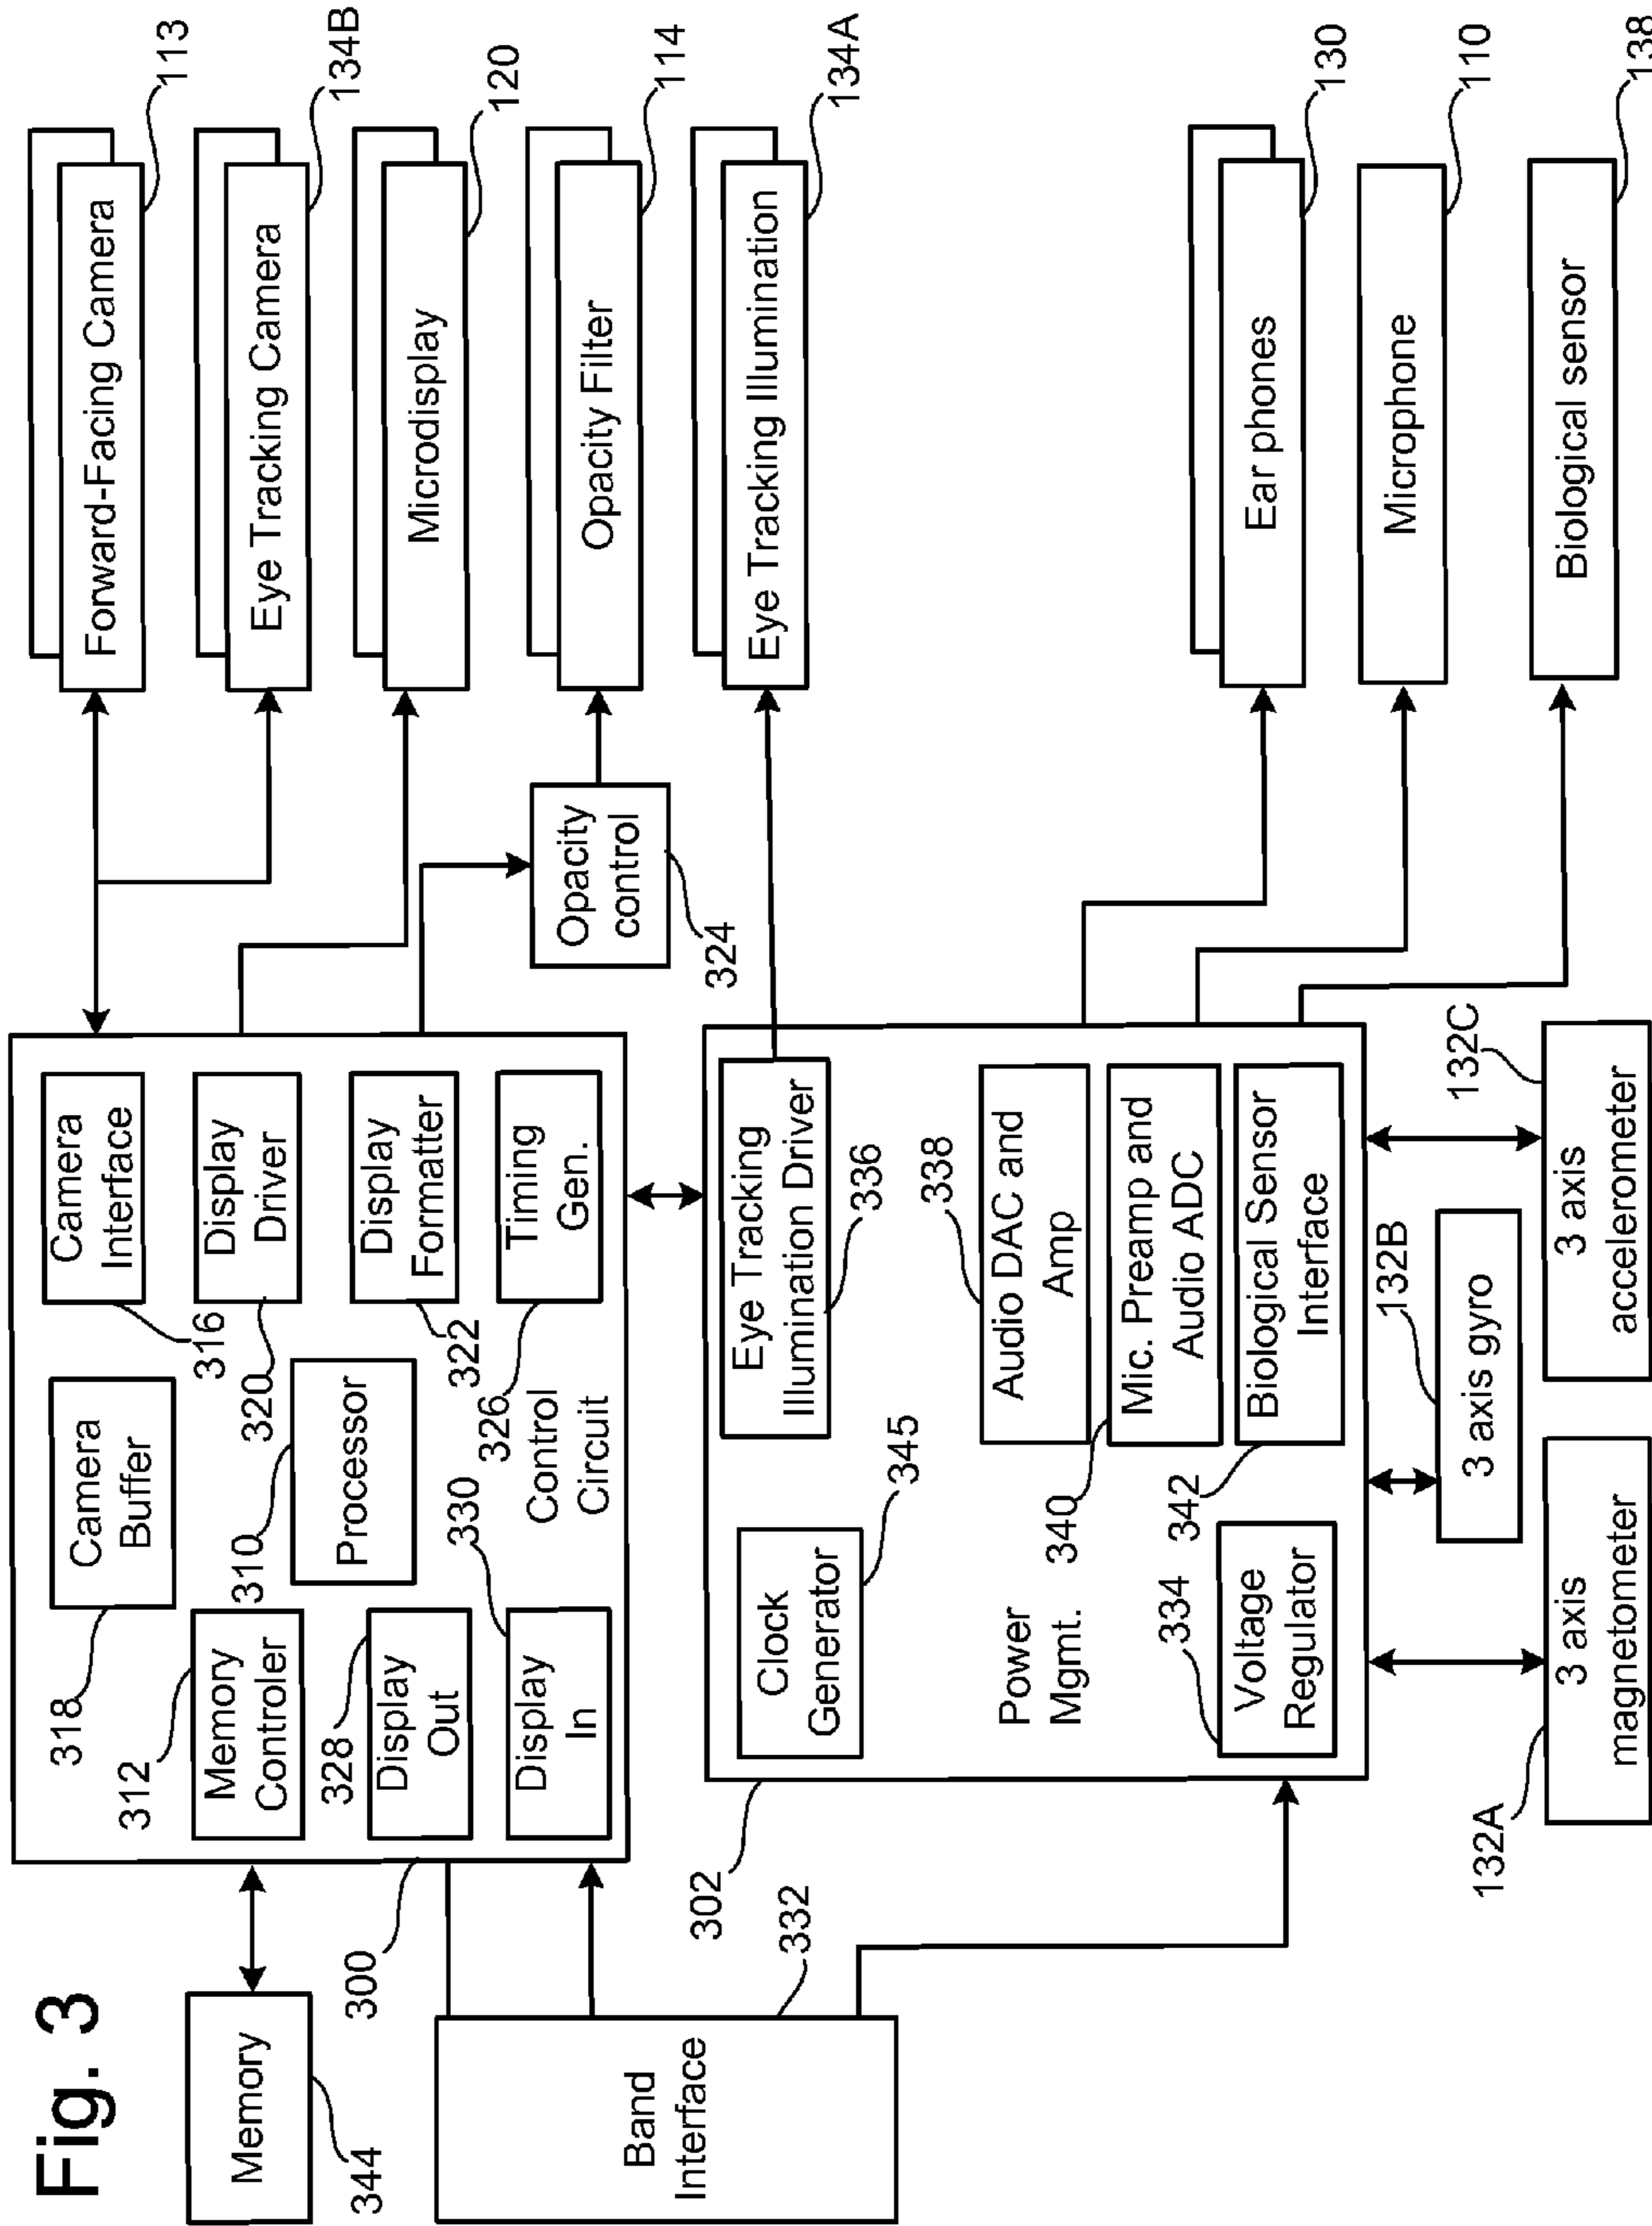 Fig. 3
Memory
344
Band
Interface
332
300
302
312
Memory
Controler
318
Camera
Buffer
316
Camera
Interface
320
Display
Driver
310
Processor
322
Display
Formatter
328
Display
Out
330
Display
In
326
Timing
Gen.
Control
Circuit
Clock
Generator
345
Eye Tracking
Illumination Driver
336
338
Audio DAC and
Amp
Power
Mgmt.
340
Mic. Preamp and
Audio ADC
342
Biological Sensor
Interface
334
Voltage
Regulator
132A
3 axis
magnetometer
132B
3 axis gyro
132C
3 axis
accelerometer
Forward-Facing Camera
113
Eye Tracking Camera
134B
Microdisplay
120
Opacity
control
324
Opacity Filter
114
Eye Tracking Illumination
134A
Ear phones
130
Microphone
110
Biological sensor
138